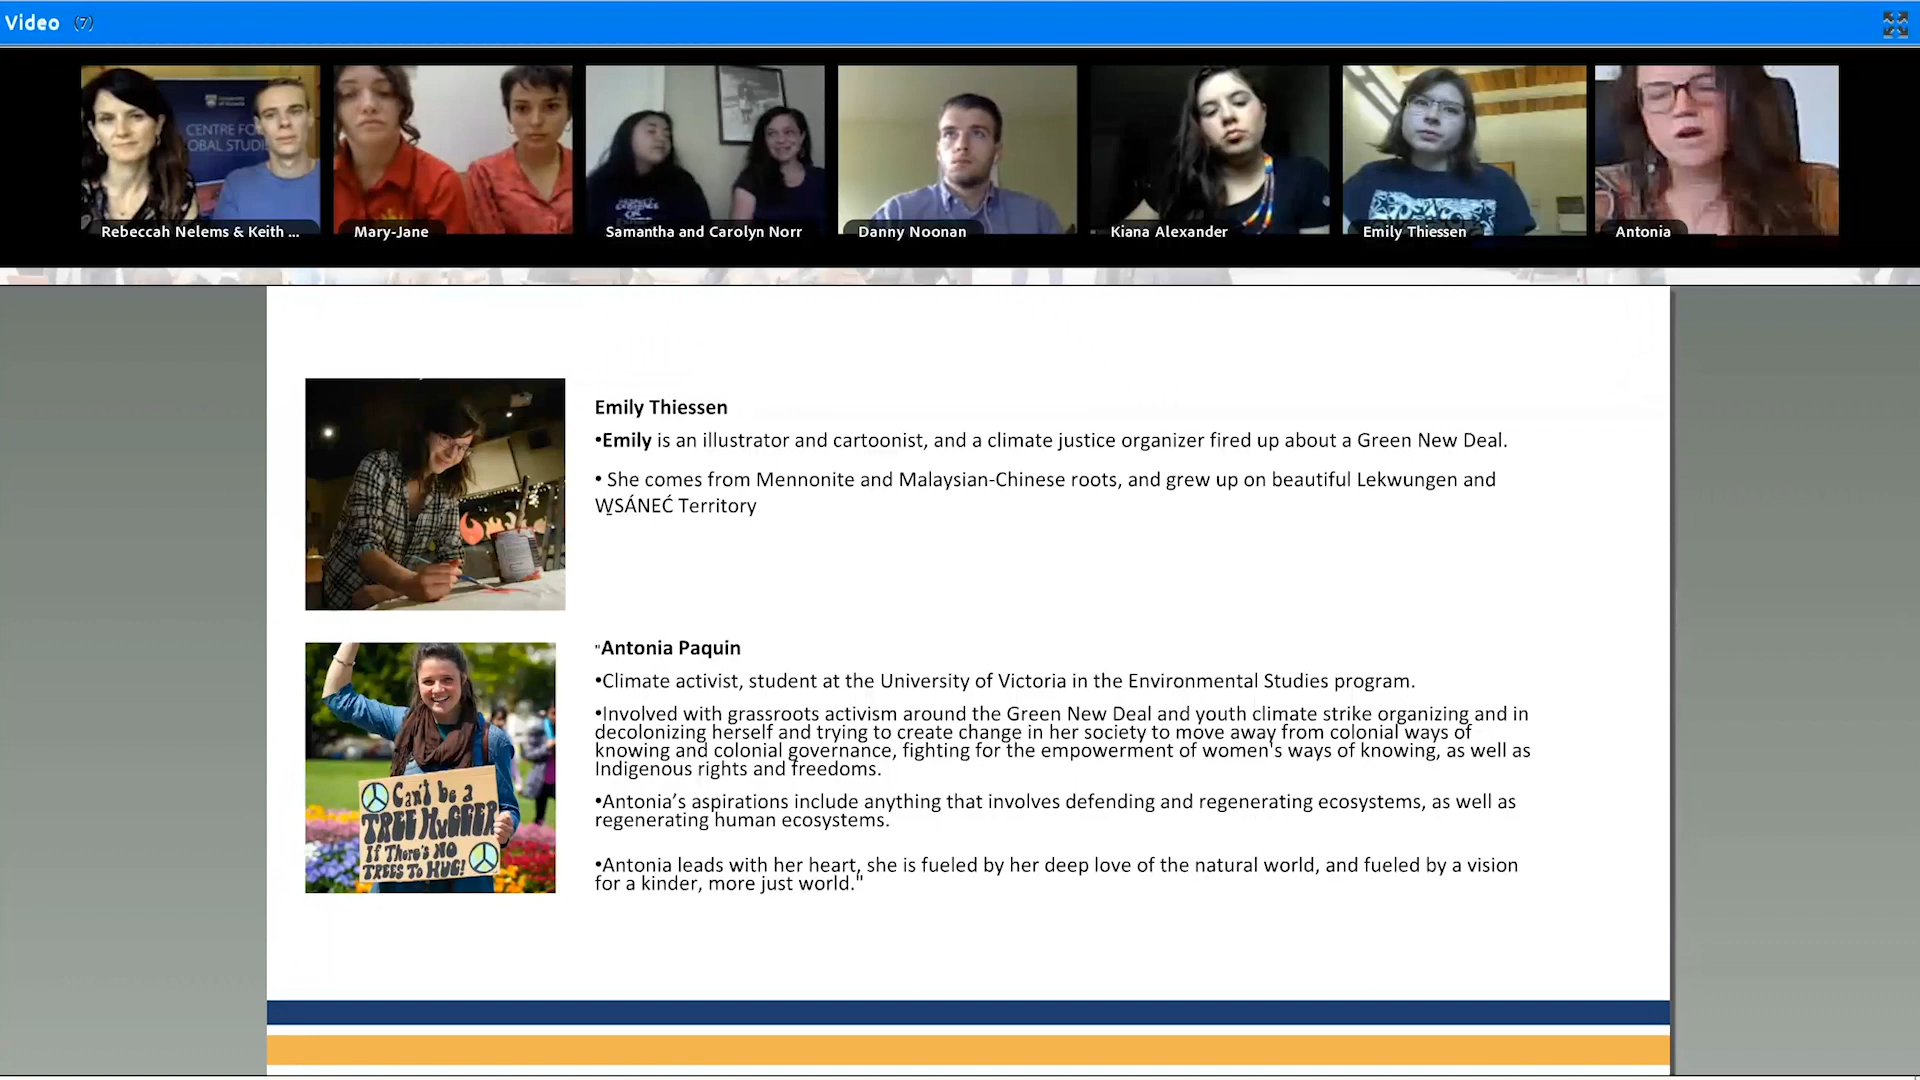 Video (7)
CENTRE FO
OBAL STUDI
Rebeccah Nelems & Keith ...
Mary-Jane
Samantha and Carolyn Norr
Danny Noonan
Kiana Alexander
Emily Thiessen
Antonia
Emily Thiessen
•Emily is an illustrator and cartoonist, and a climate justice organizer fired up about a Green New Deal.
• She comes from Mennonite and Malaysian-Chinese roots, and grew up on beautiful Lekwungen and
W̱SÁNEĆ Territory
"Antonia Paquin
•Climate activist, student at the University of Victoria in the Environmental Studies program.
•Involved with grassroots activism around the Green New Deal and youth climate strike organizing and in
decolonizing herself and trying to create change in her society to move away from colonial ways of
knowing and colonial governance, fighting for the empowerment of women's ways of knowing, as well as
Indigenous rights and freedoms.
•Antonia’s aspirations include anything that involves defending and regenerating ecosystems, as well as
regenerating human ecosystems.
•Antonia leads with her heart, she is fueled by her deep love of the natural world, and fueled by a vision
for a kinder, more just world."
Can't be a
TREE HuGGER
If There's NO
TREES To HUG!